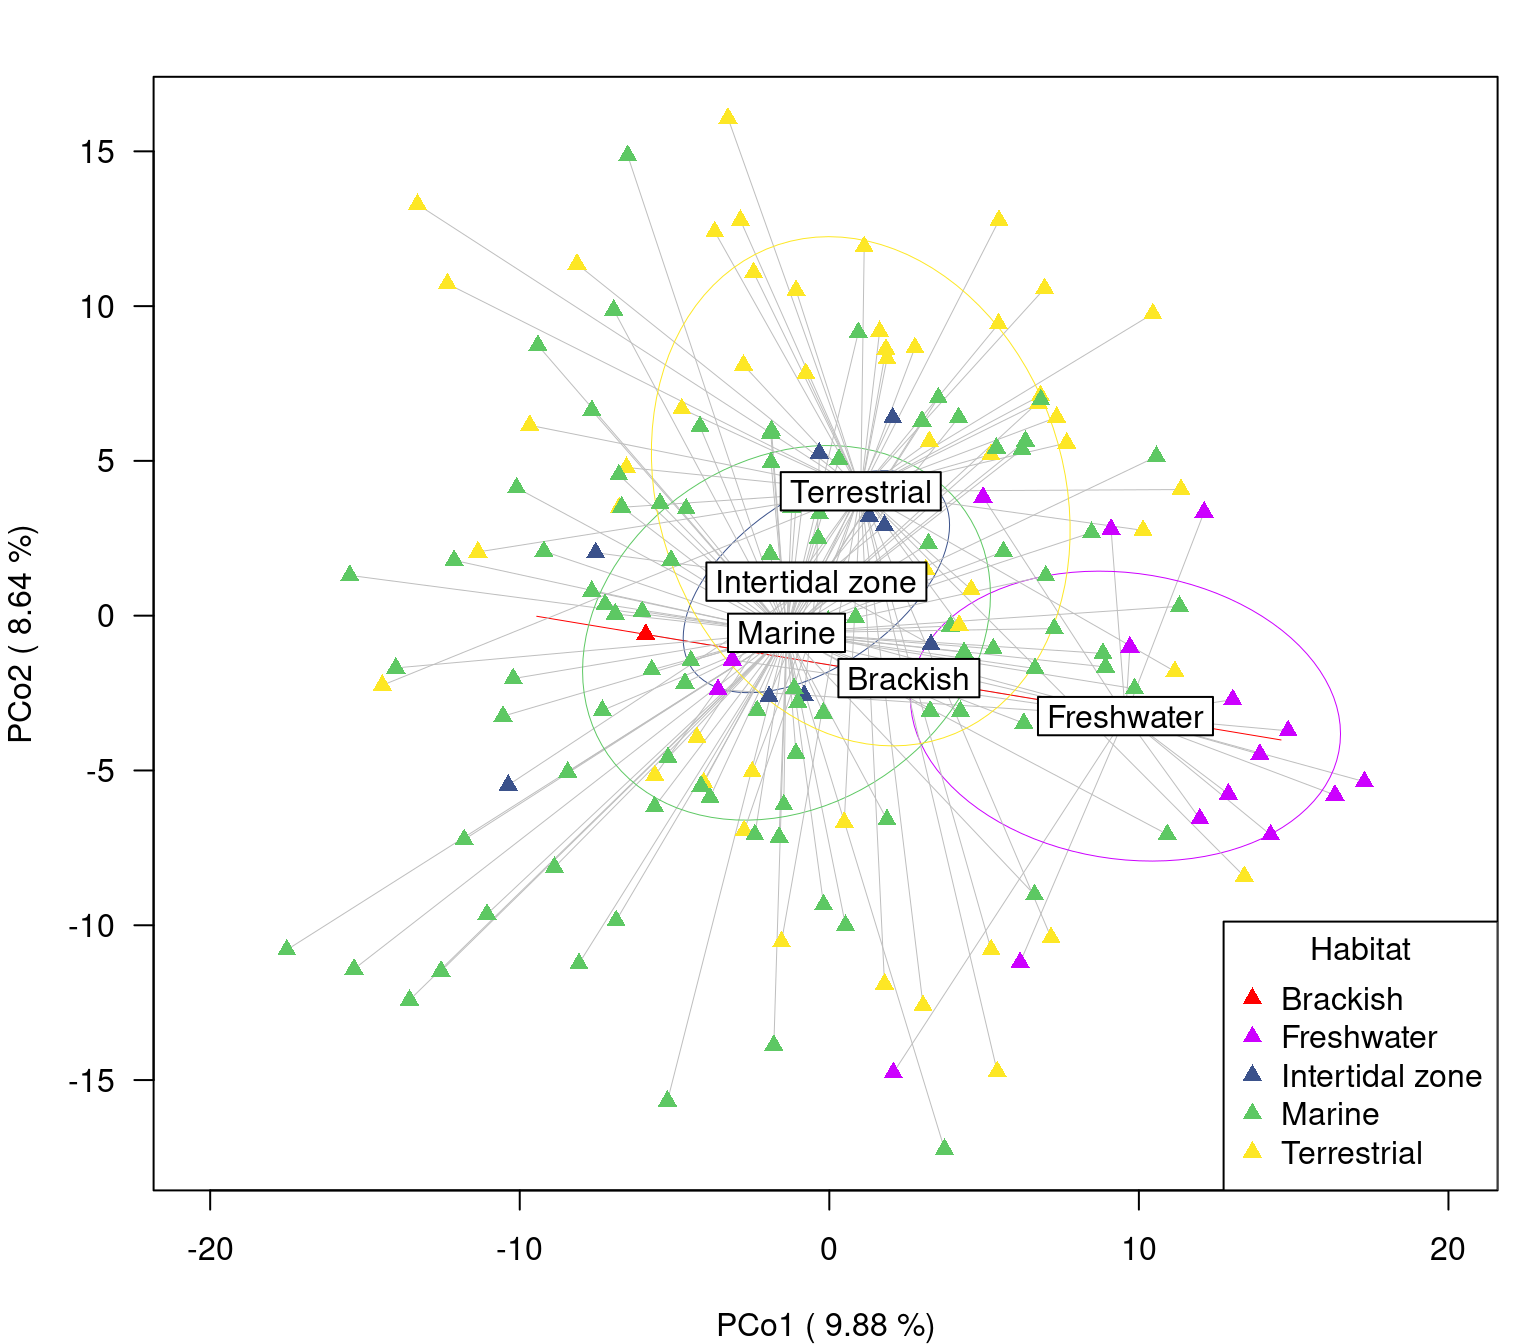 15
10
5
0
-5
-10
-15
PCo2 ( 8.64 %)
Terrestrial
Intertidal zone
Marine
Brackish
Freshwater
Habitat
Brackish
Freshwater
Intertidal zone
Marine
Terrestrial
-20
-10
0
10
20
PCo1 ( 9.88 %)